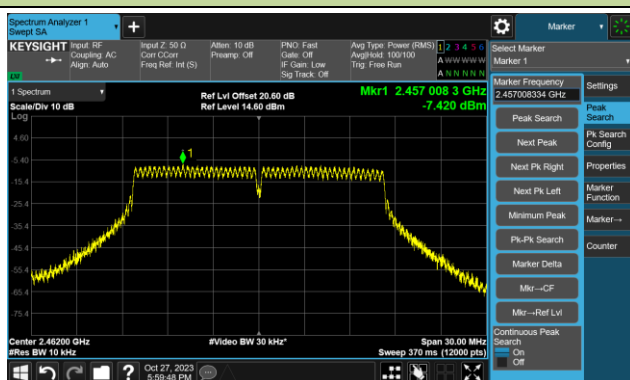 Spectrum Analyzer 1
Swept SA
+
Marker
KEYSIGHT
Input: RF
Coupling: AC
Align: Auto
Input Z: 50 Ω
Corr CCorr
Freq Ref: Int (S)
Atten: 10 dB
Preamp: Off
PNO: Fast
Gate: Off
IF Gain: Low
Sig Track: Off
Avg Type: Power (RMS)
Avg|Hold: 100/100
Trig: Free Run
1 2 3 4 5 6
A W W W W W
A N N N N N
Select Marker
Marker 1
1 Spectrum
Scale/Div 10 dB
Log
Ref Lvl Offset 20.60 dB
Ref Level 14.60 dBm
Mkr1 2.457 008 3 GHz
-7.420 dBm
4.60
-5.40
-15.4
-25.4
-35.4
-45.4
-55.4
-65.4
-75.4
1
Center 2.46200 GHz
#Res BW 10 kHz
#Video BW 30 kHz*
Span 30.00 MHz
Sweep 370 ms (12000 pts)
Marker Frequency
2.457008334 GHz
Peak Search
Next Peak
Next Pk Right
Next Pk Left
Minimum Peak
Pk-Pk Search
Marker Delta
Mkr→CF
Mkr→Ref Lvl
Continuous Peak
Search
On
Off
Settings
Peak
Search
Pk Search
Config
Properties
Marker
Function
Marker→
Counter
?
Oct 27, 2023
5:59:48 PM